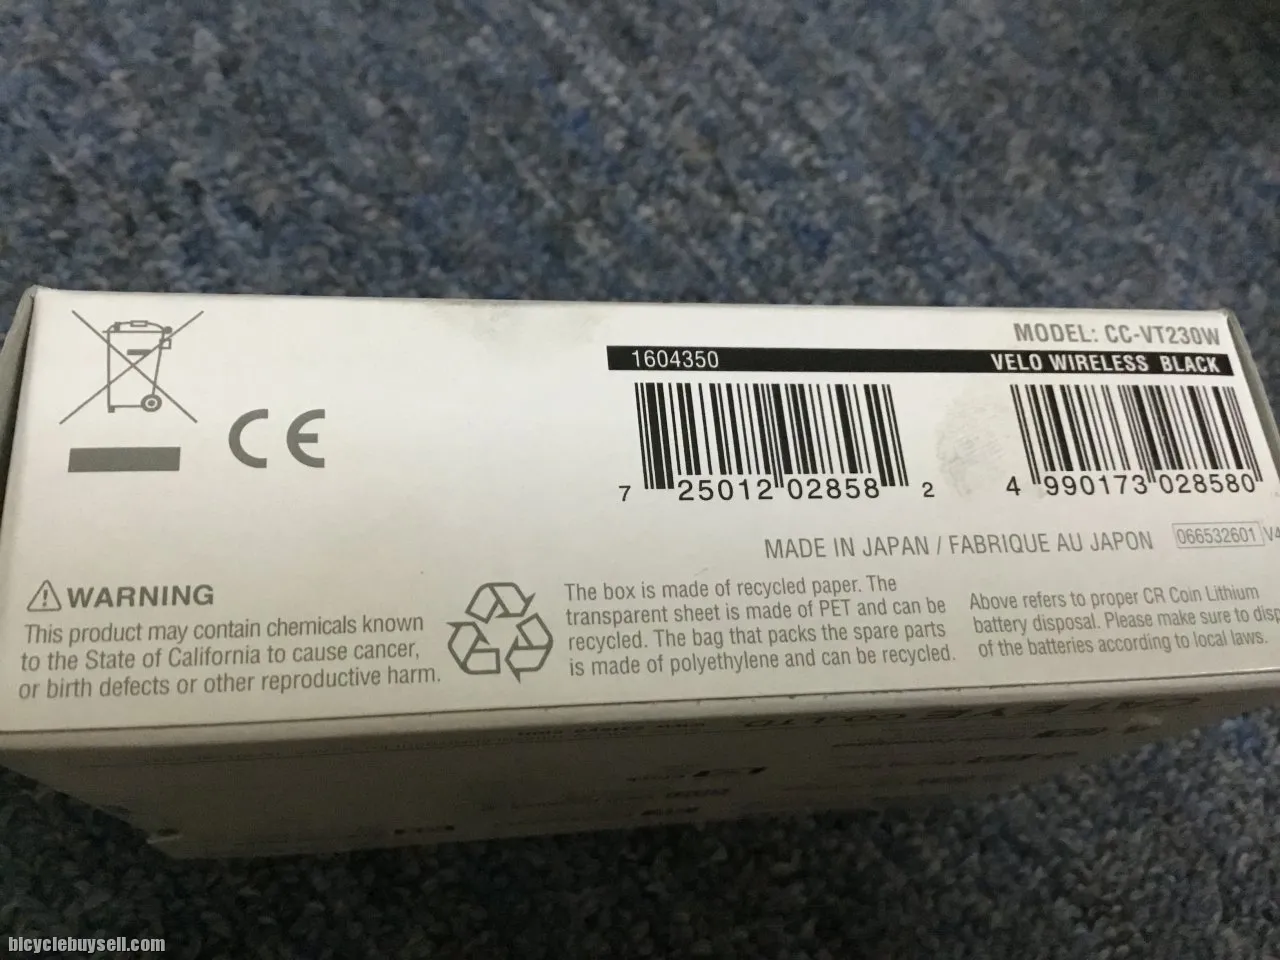 MODEL: CC-VT230W
1604350 VELO WIRELESS BLACK
CE
7 25012 02858 2
4 990173 028580
MADE IN JAPAN / FABRIQUE AU JAPON 066532601 V4
WARNING
This product may contain chemicals known
to the State of California to cause cancer,
or birth defects or other reproductive harm.
The box is made of recycled paper. The
transparent sheet is made of PET and can be
recycled. The bag that packs the spare parts
is made of polyethylene and can be recycled.
Above refers to proper CR Coin Lithium
battery disposal. Please make sure to disp
of the batteries according to local laws.
CATEYE CO.,LTD.
bicyclebuysell.com